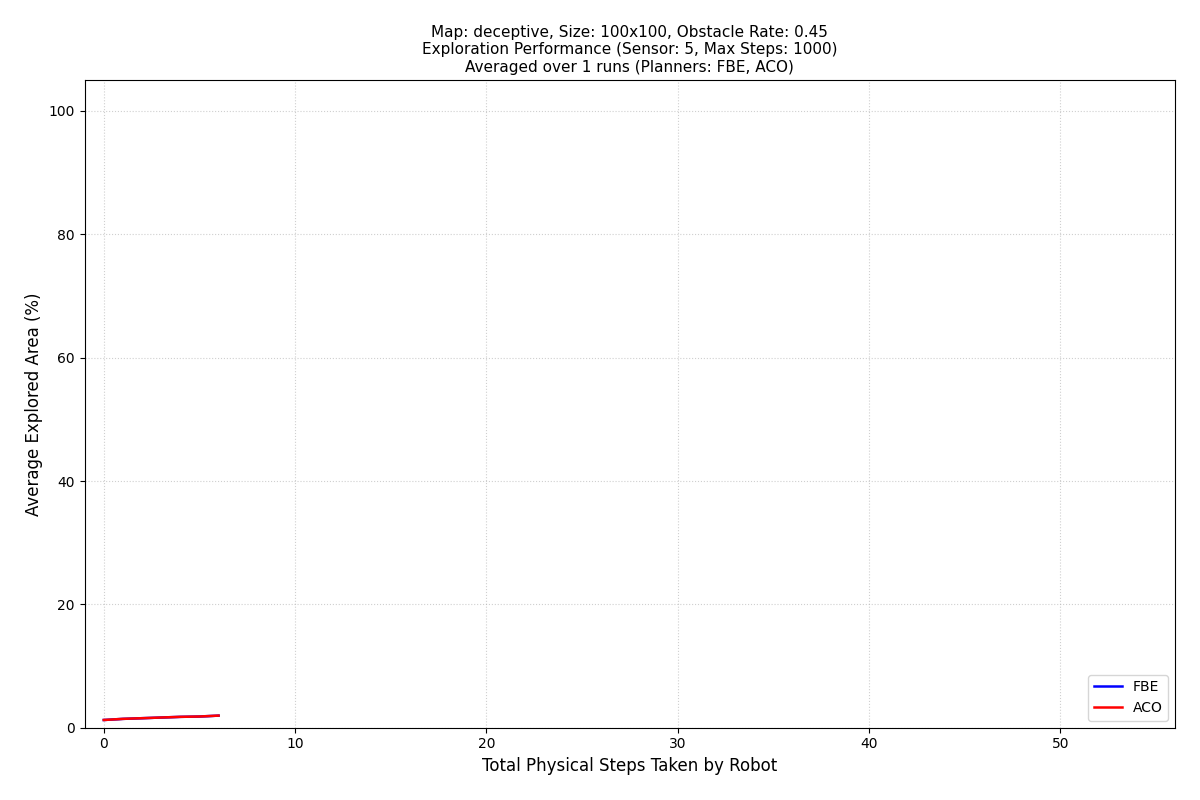 Map: deceptive, Size: 100x100, Obstacle Rate: 0.45
Exploration Performance (Sensor: 5, Max Steps: 1000)
Averaged over 1 runs (Planners: FBE, ACO)
Average Explored Area (%)
100
80
60
40
20
0
0 10 20 30 40 50
Total Physical Steps Taken by Robot
FBE
ACO